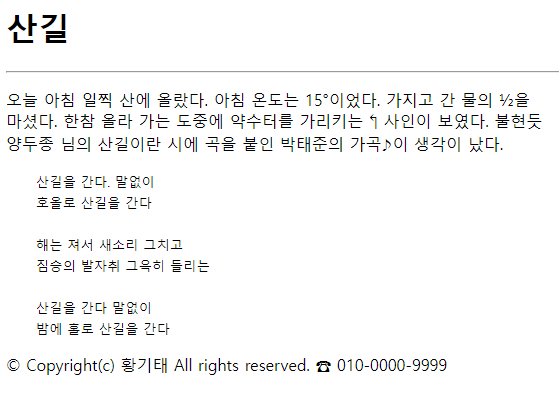 산길
오늘 아침 일찍 산에 올랐다. 아침 온도는 15°이었다. 가지고 간 물의 ½을
마셨다. 한참 올라 가는 도중에 약수터를 가리키는 ↰ 사인이 보였다. 불현듯
양두종 님의 산길이란 시에 곡을 붙인 박태준의 가곡♪이 생각이 났다.
산길을 간다. 말없이
호올로 산길을 간다
해는 져서 새소리 그치고
짐승의 발자취 그윽히 들리는
산길을 간다 말없이
밤에 홀로 산길을 간다
© Copyright(c) 황기태 All rights reserved. ☎ 010-0000-9999